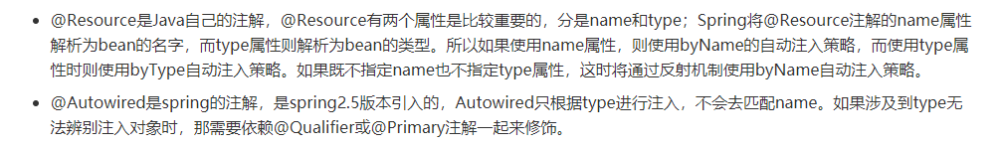 • @Resource是Java自己的注解，@Resource有两个属性是比较重要的，分是name和type；Spring将@Resource注解的name属性
解析为bean的名字，而type属性则解析为bean的类型。所以如果使用name属性，则使用byName的自动注入策略，而使用type属
性时则使用byType自动注入策略。如果既不指定name也不指定type属性，这时将通过反射机制使用byName自动注入策略。
• @Autowired是spring的注解，是spring2.5版本引入的，Autowired只根据type进行注入，不会去匹配name。如果涉及到type无
法辨别注入对象时，那需要依赖@Qualifier或@Primary注解一起来修饰。